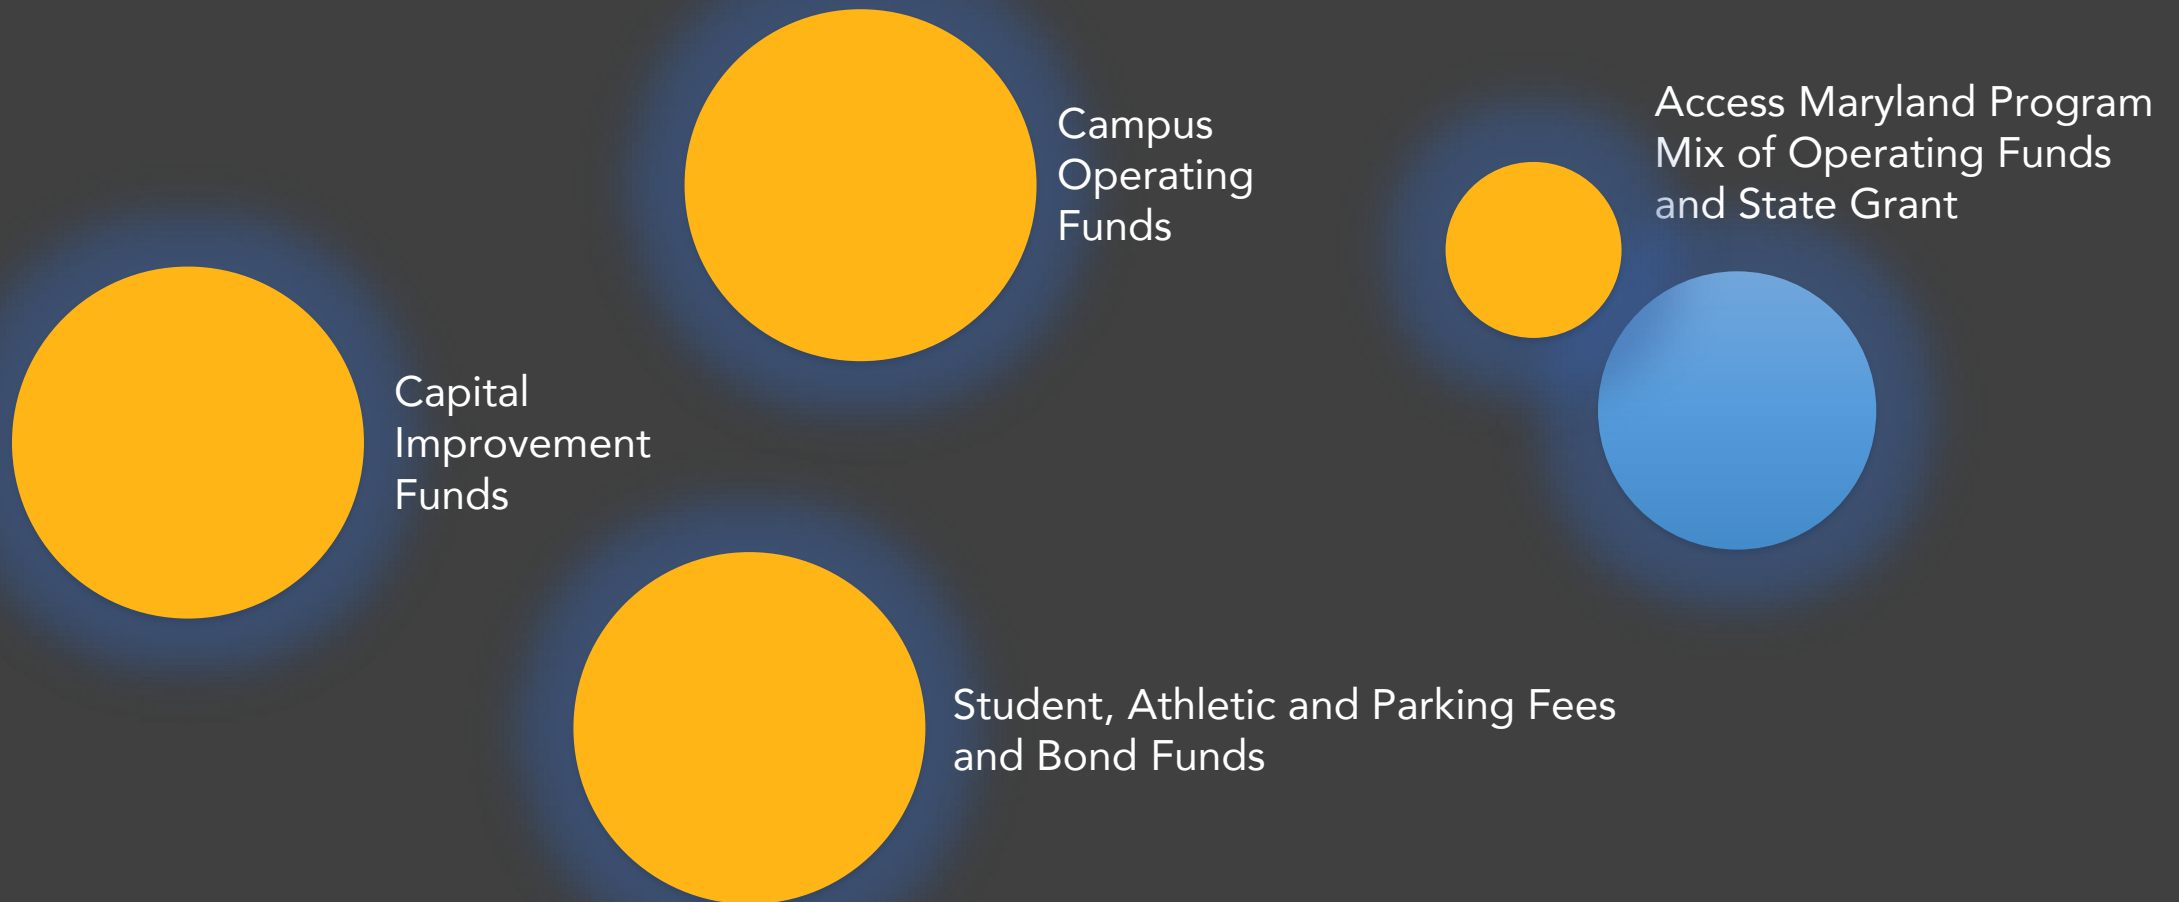 Access Maryland Program
Mix of Operating Funds
and State Grant
Campus
Operating
Funds
Capital
Improvement
Funds
Student, Athletic and Parking Fees
and Bond Funds